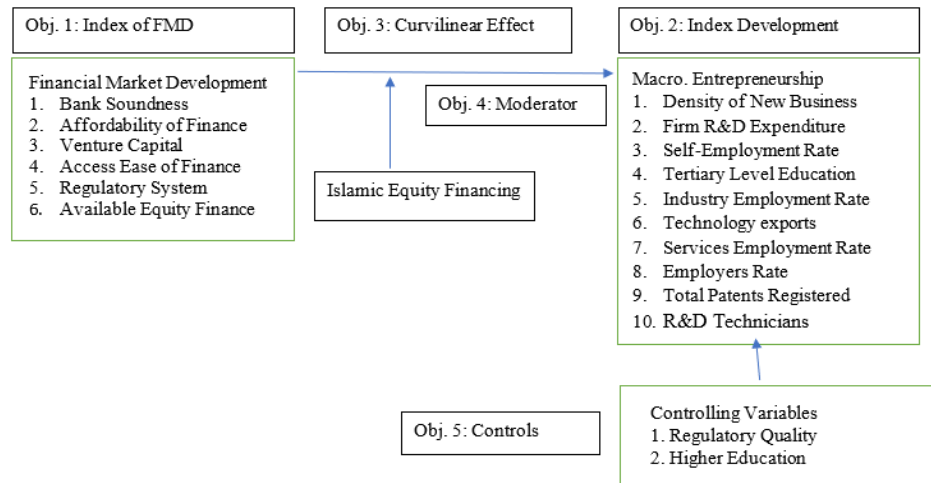 Obj. 1: Index of FMD
Obj. 3: Curvilinear Effect
Obj. 2: Index Development
Financial Market Development
1. Bank Soundness
2. Affordability of Finance
3. Venture Capital
4. Access Ease of Finance
5. Regulatory System
6. Available Equity Finance
Obj. 4: Moderator
Islamic Equity Financing
Macro. Entrepreneurship
1. Density of New Business
2. Firm R&D Expenditure
3. Self-Employment Rate
4. Tertiary Level Education
5. Industry Employment Rate
6. Technology exports
7. Services Employment Rate
8. Employers Rate
9. Total Patents Registered
10. R&D Technicians
Obj. 5: Controls
Controlling Variables
1. Regulatory Quality
2. Higher Education